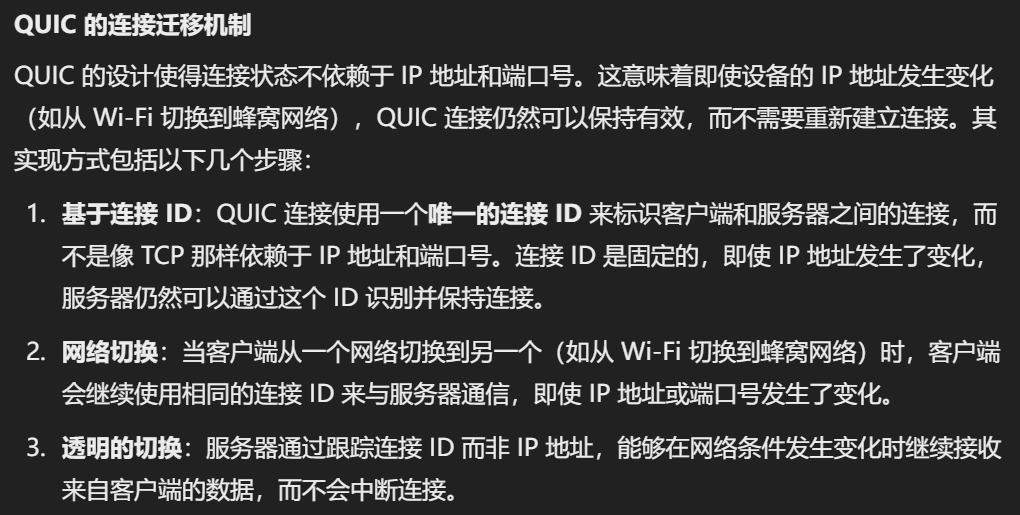 QUIC 的连接迁移机制
QUIC 的设计使得连接状态不依赖于 IP 地址和端口号。这意味着即使设备的 IP 地址发生变化
（如从 Wi-Fi 切换到蜂窝网络），QUIC 连接仍然可以保持有效，而不需要重新建立连接。其
实现方式包括以下几个步骤：
1. 基于连接 ID：QUIC 连接使用一个唯一的连接 ID 来标识客户端和服务器之间的连接，而
不是像 TCP 那样依赖于 IP 地址和端口号。连接 ID 是固定的，即使 IP 地址发生了变化，
服务器仍然可以通过这个 ID 识别并保持连接。
2. 网络切换：当客户端从一个网络切换到另一个（如从 Wi-Fi 切换到蜂窝网络）时，客户端
会继续使用相同的连接 ID 来与服务器通信，即使 IP 地址或端口号发生了变化。
3. 透明的切换：服务器通过跟踪连接 ID 而非 IP 地址，能够在网络条件发生变化时继续接收
来自客户端的数据，而不会中断连接。